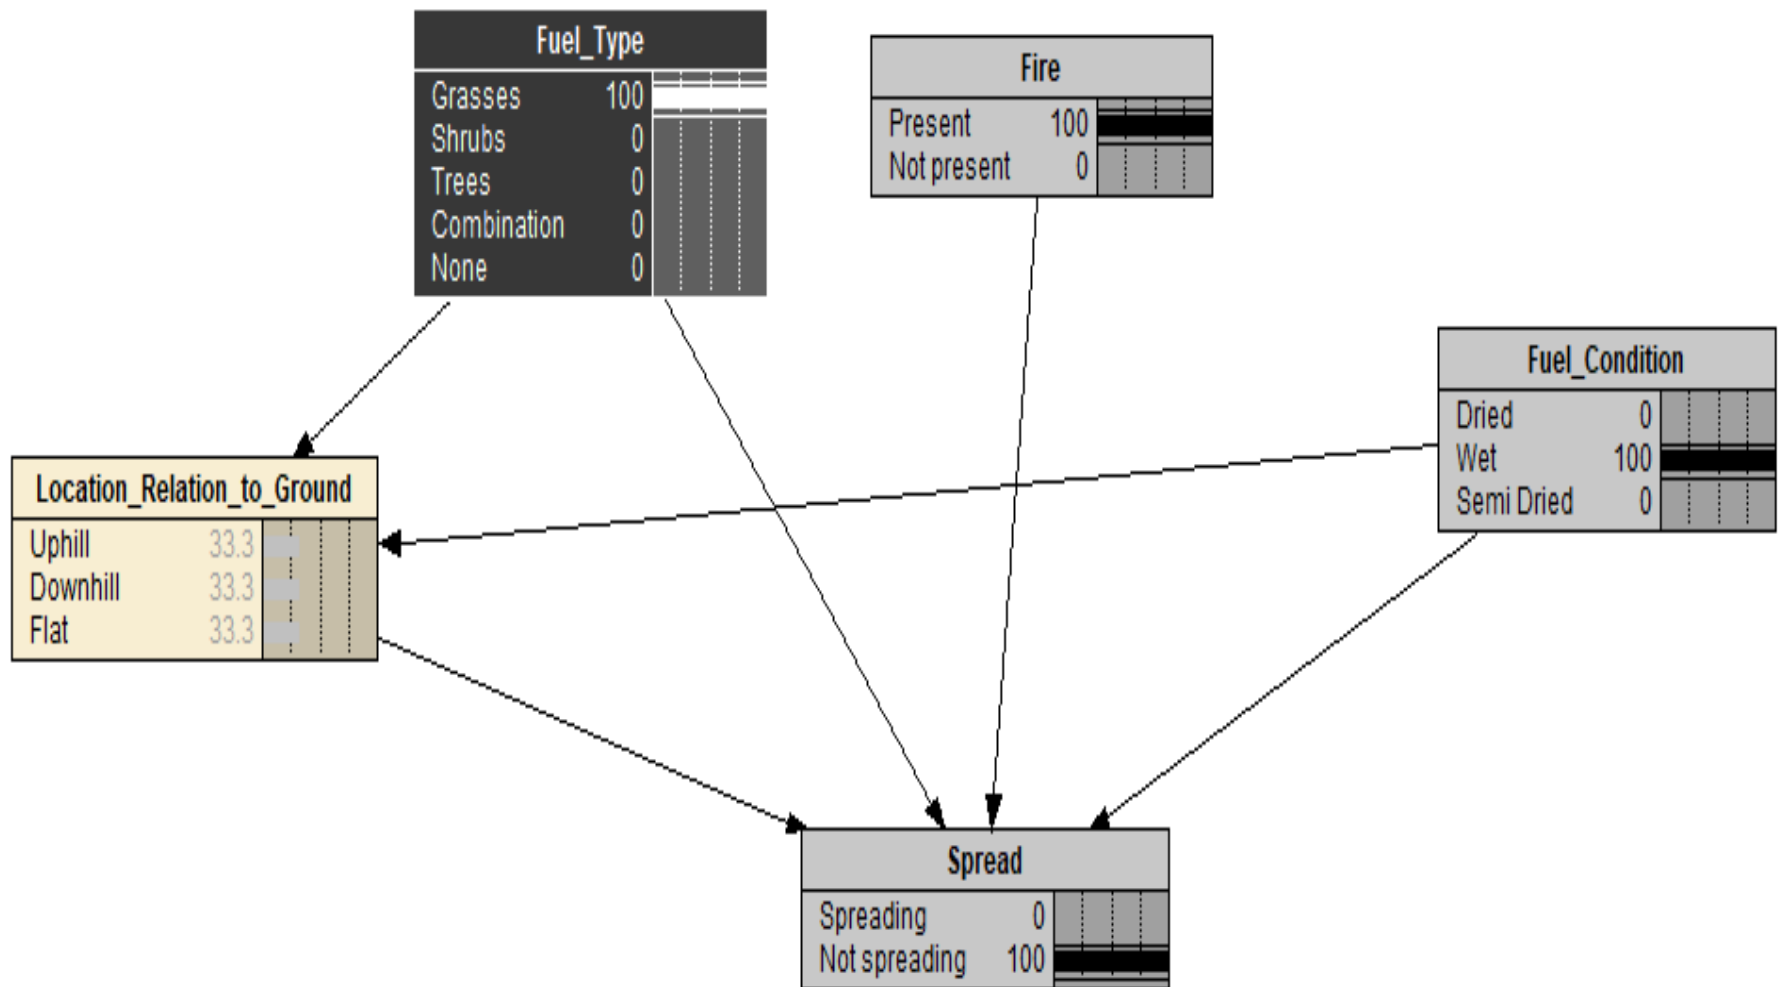 Fuel_Type
Grasses 100
Shrubs 0
Trees 0
Combination 0
None 0
Fire
Present 100
Not present 0
Fuel_Condition
Dried 0
Wet 100
Semi Dried 0
Location_Relation_to_Ground
Uphill 33.3
Downhill 33.3
Flat 33.3
Spread
Spreading 0
Not spreading 100